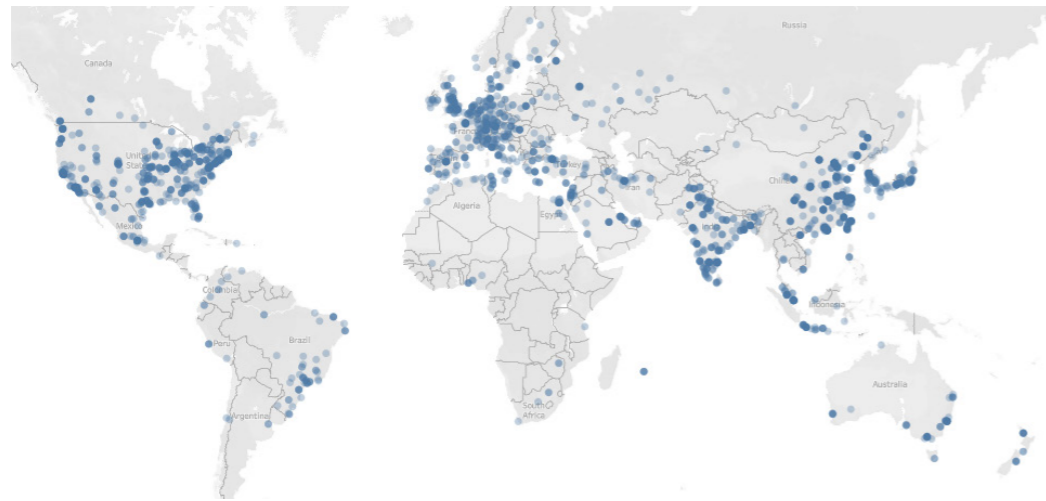 Russia
Canada
France
United
States
Turkey
China
Iran
Algeria
Egypt
India
Mexico
Colombia
Indonesia
Brazil
Peru
Australia
Argentina
South
Africa